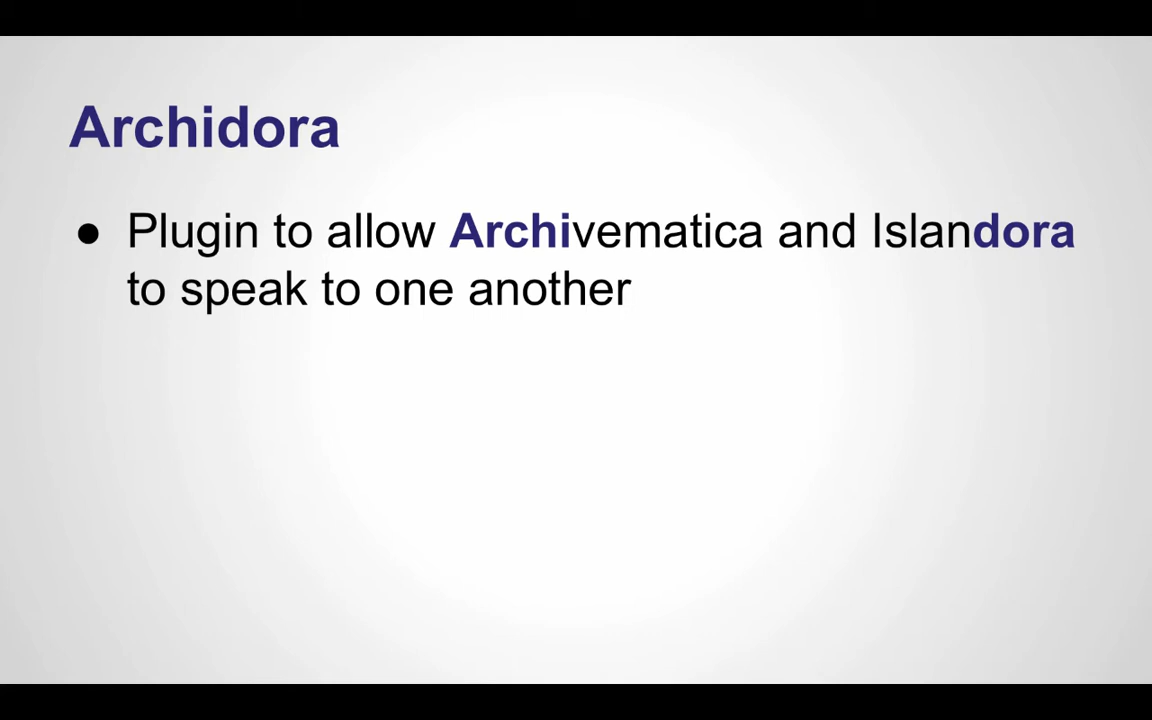 Archidora
● Plugin to allow Archivematica and Islandora
to speak to one another